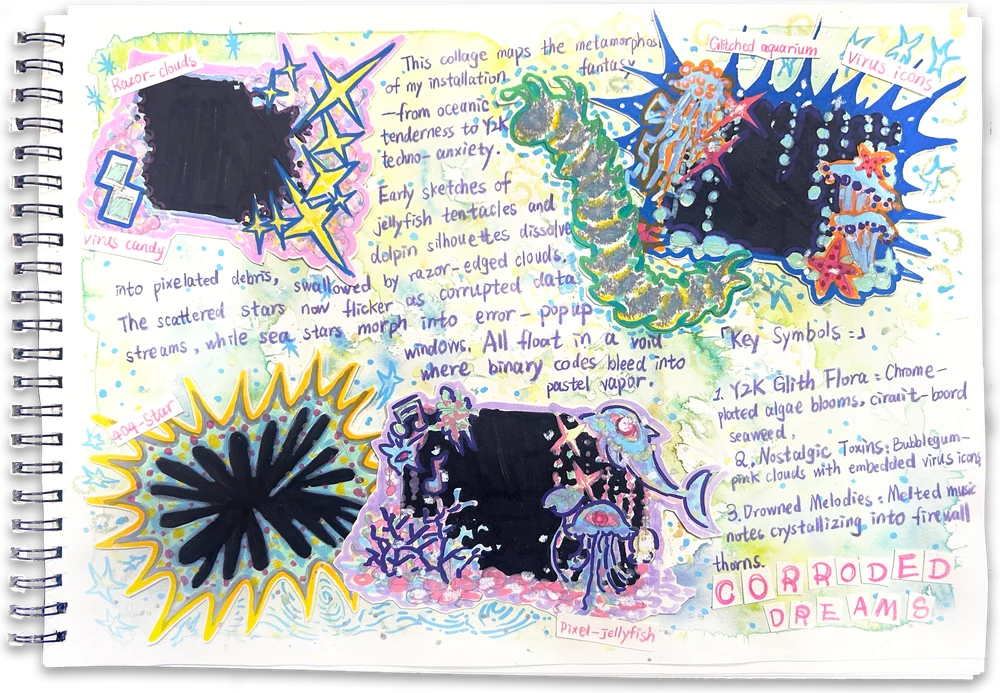 Razor-clouds
virus candy
This collage maps the metamorphosi
of my installation fantasy
—from oceanic
tenderness to Y2K
techno-anxiety.
Early sketches of
jellyfish tentacles and
dolpin silhouettes dissolve
into pixelated debris, swallowed by razor-edged clouds.
The scattered stars now flicker as corrupted data
streams, while sea stars morph into error-popup
windows. All float in a void
where binary codes bleed into
pastel vapor.
Glitched aquarium
Virus icons
「Key Symbols :」
1. Y2K Glith Flora : Chrome-
plated algae blooms, ciruit-board
seaweed.
2. Nostalgic Toxins: Bubblegum-
pink clouds with embedded virus icons
3. Drowned Melodies : Melted music
notes crystallizing into firewall
thorns.
404-Star
Pixel-jellyfish
CORRODED
DREAMS